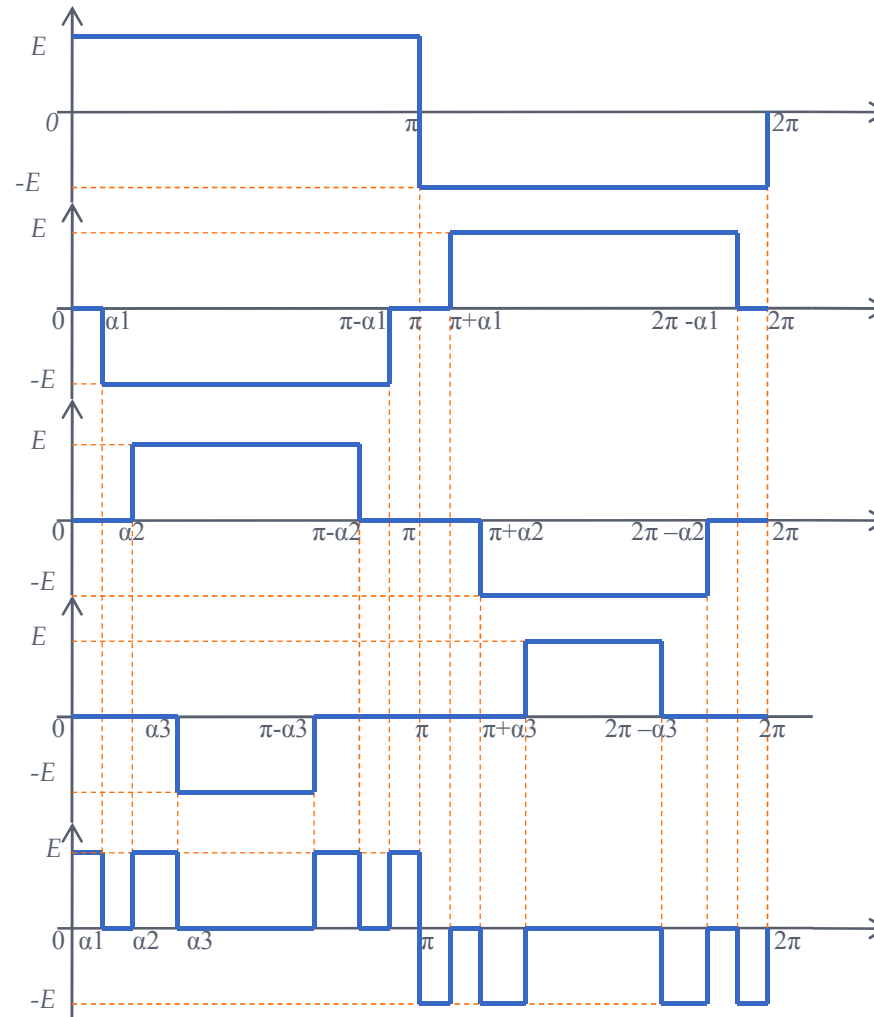 E
0 π 2π
-E
E
0 α1 π-α1 π π+α1 2π -α1 2π
-E
E
0 α2 π-α2 π π+α2 2π –α2 2π
-E
E
0 α3 π-α3 π π+α3 2π –α3 2π
-E
E
0 α1 α2 α3 π 2π
-E